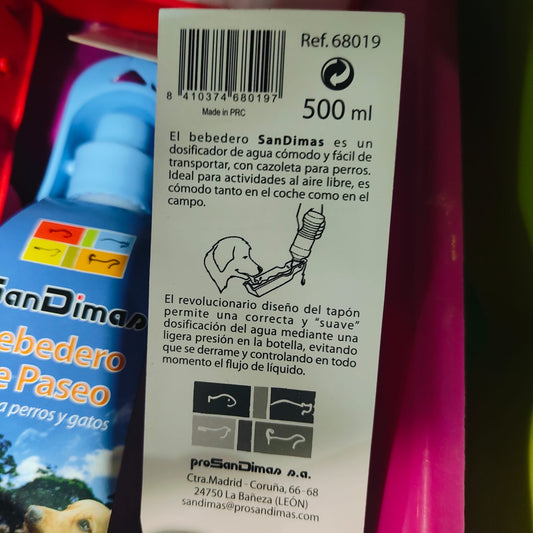 Ref. 68019
8 410374 680197
Made in PRC
500 ml
El bebedero SanDimas es un
dosificador de agua cómodo y fácil de
transportar, con cazoleta para perros.
Ideal para actividades al aire libre, es
cómodo tanto en el coche como en el
campo.
El revolucionario diseño del tapón
permite una correcta y "suave"
dosificación del agua mediante una
ligera presión en la botella, evitando
que se derrame y controlando en todo
momento el flujo de líquido.
proSanDimas s.a.
Ctra.Madrid - Coruña, 66-68
24750 La Bañeza (LEÓN)
sandimas@prosandimas.com
SanDimas
ebedero
e Paseo
a perros y gatos